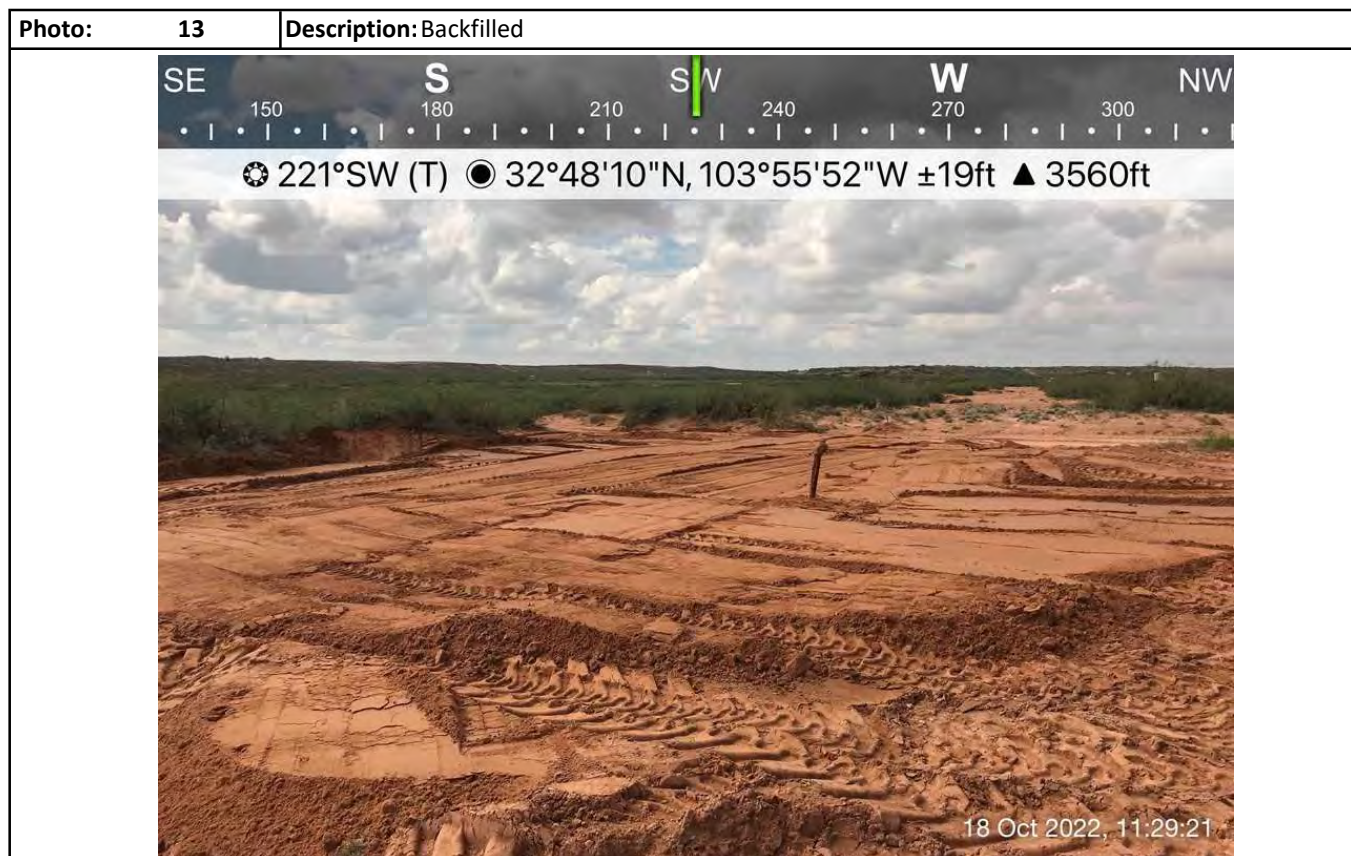 Photo: 13 Description: Backfilled
SE S SW W NW
150 180 210 240 270 300
221°SW (T) 32°48'10"N, 103°55'52"W ±19ft ▲ 3560ft
18 Oct 2022, 11:29:21